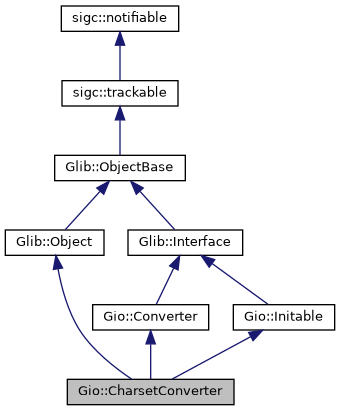 sigc::notifiable
sigc::trackable
Glib::ObjectBase
Glib::Object
Glib::Interface
Gio::Converter
Gio::Initable
Gio::CharsetConverter